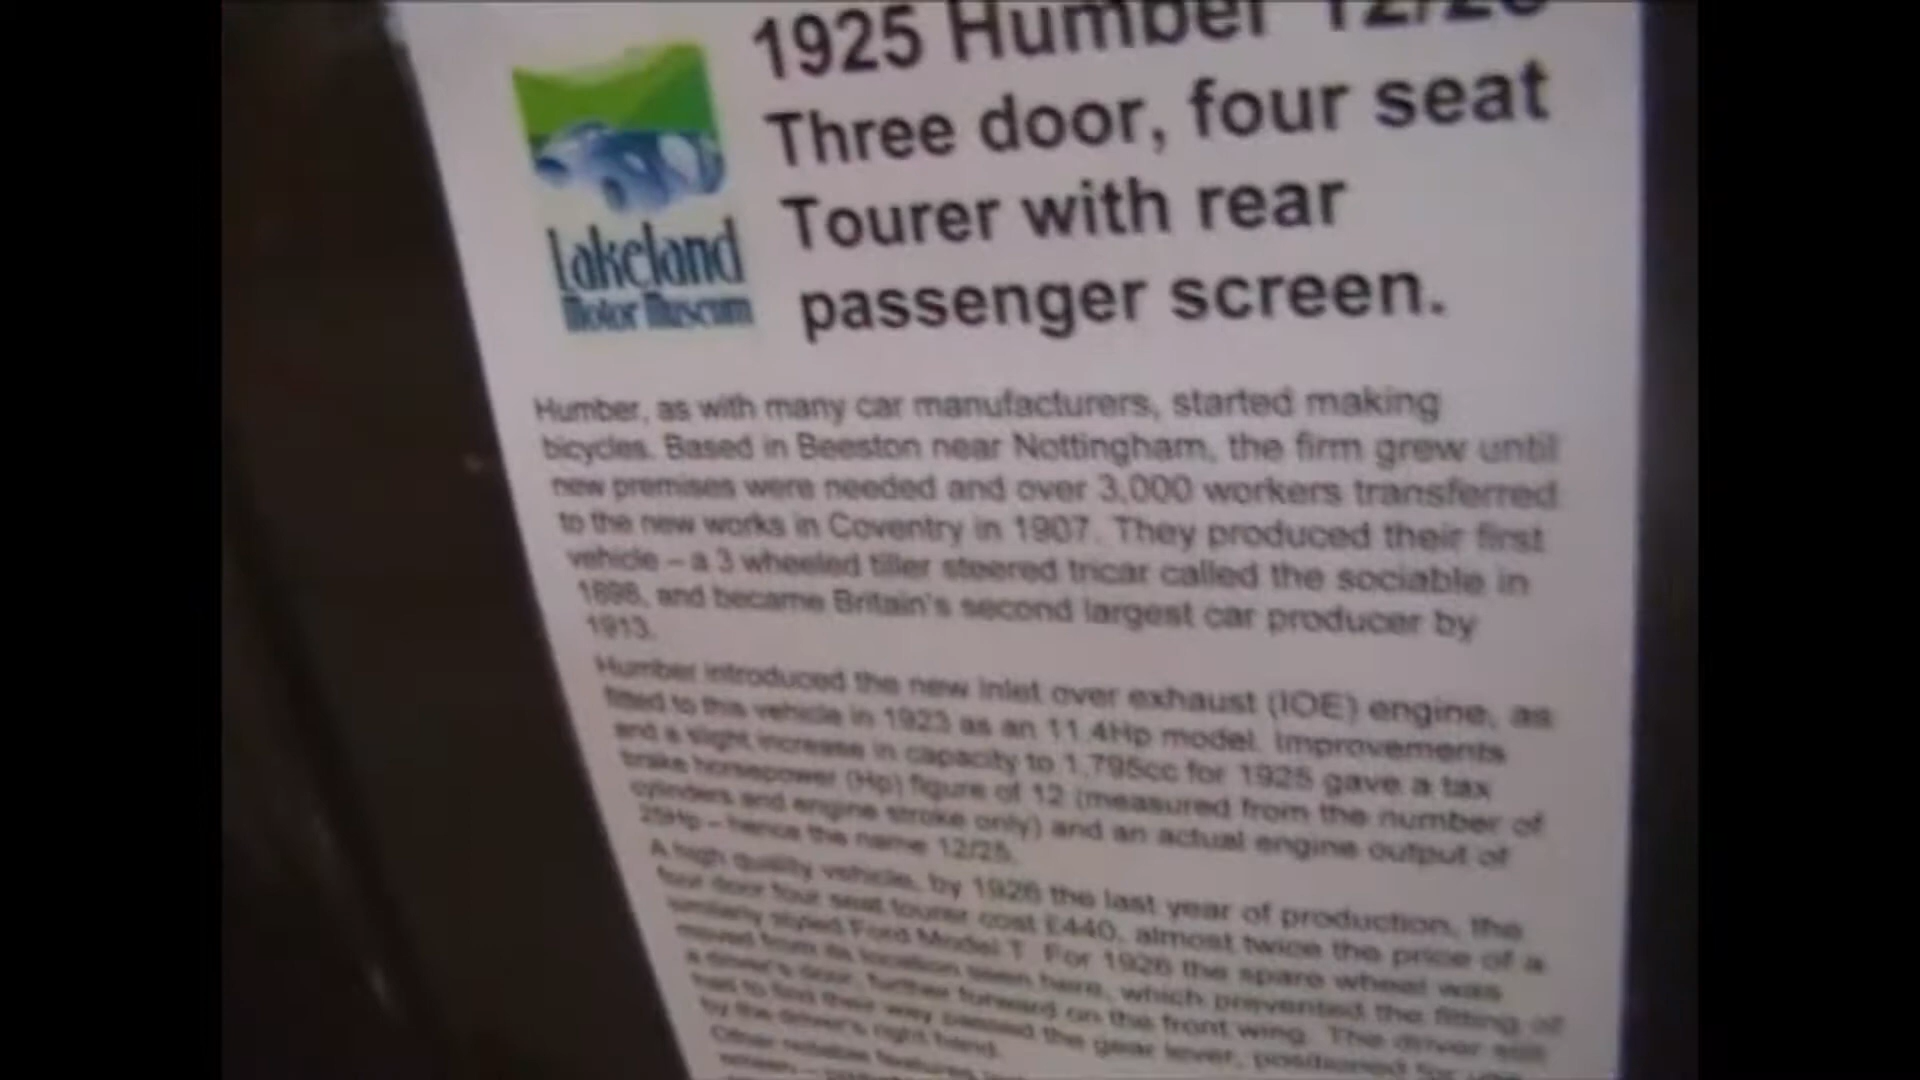 1925 Humber 12/25
Three door, four seat
Tourer with rear
passenger screen.
Lakeland
Motor Museum
Humber, as with many car manufacturers, started making
bicycles. Based in Beeston near Nottingham, the firm grew until
new premises were needed and over 3,000 workers transferred
to the new works in Coventry in 1907. They produced their first
vehicle – a 3 wheeled tiller steered tricar called the sociable in
1898, and became Britain's second largest car producer by
1913.
Humber introduced the new inlet over exhaust (IOE) engine, as
fitted to this vehicle in 1923 as an 11.4Hp model. Improvements
and a slight increase in capacity to 1,795cc for 1925 gave a tax
brake horsepower (Hp) figure of 12 (measured from the number of
cylinders and engine stroke only) and an actual engine output of
25Hp – hence the name 12/25.
A high quality vehicle, by 1926 the last year of production, the
four door four seat tourer cost £440, almost twice the price of a
similarly styled Ford Model T. For 1926 the spare wheel was
moved from its location seen here, which prevented the fitting of
a driver's door, further forward on the front wing. The driver still
had to find their way passed the gear lever, positioned for use
by the driver's right hand.
Other notable features